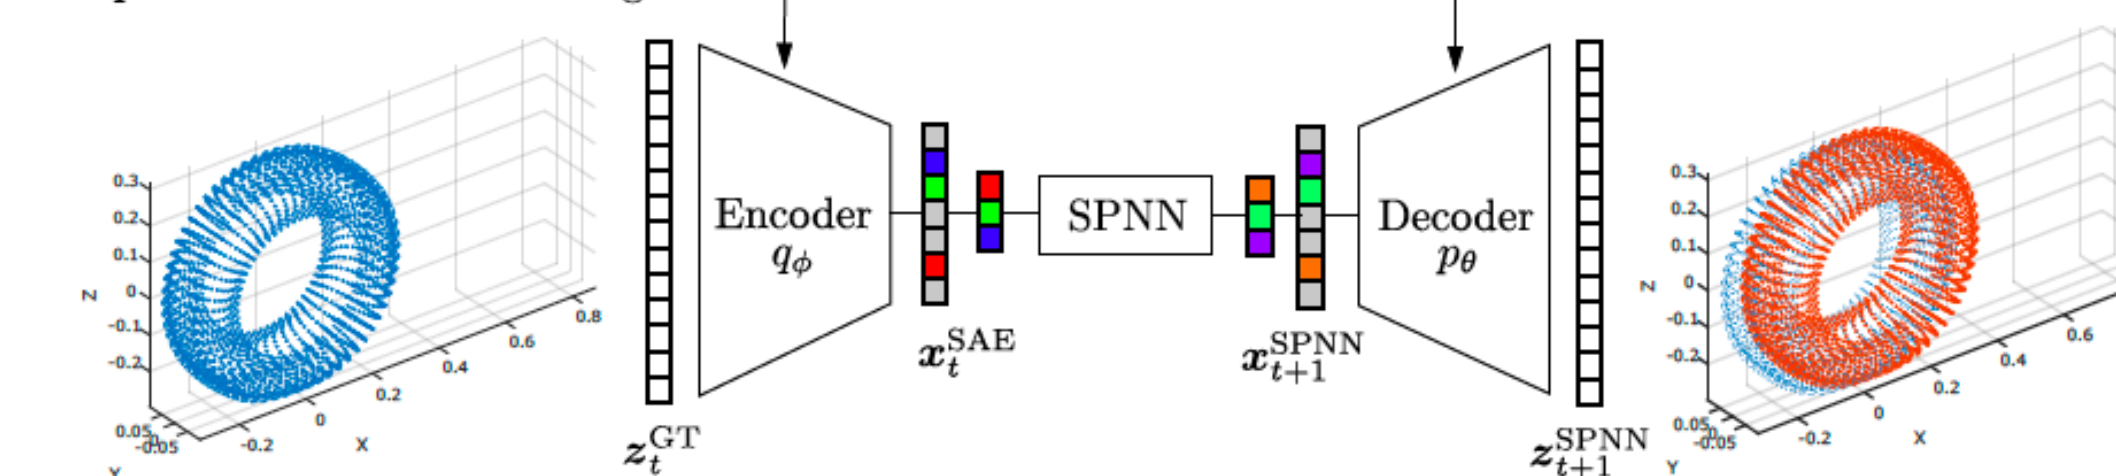 0.3
0.2
0.1
0
-0.1
-0.2
Z
0.05
-0.05
-0.2
0
0.2
0.4
0.6
0.8
X
z_t^GT
Encoder
q_ϕ
x_t^SAE
SPNN
x_{t+1}^SPNN
Decoder
p_θ
z_{t+1}^SPNN
0.3
0.2
0.1
0
-0.1
-0.2
Z
0.05
-0.05
Y
-0.2
0
0.2
0.4
0.6
X